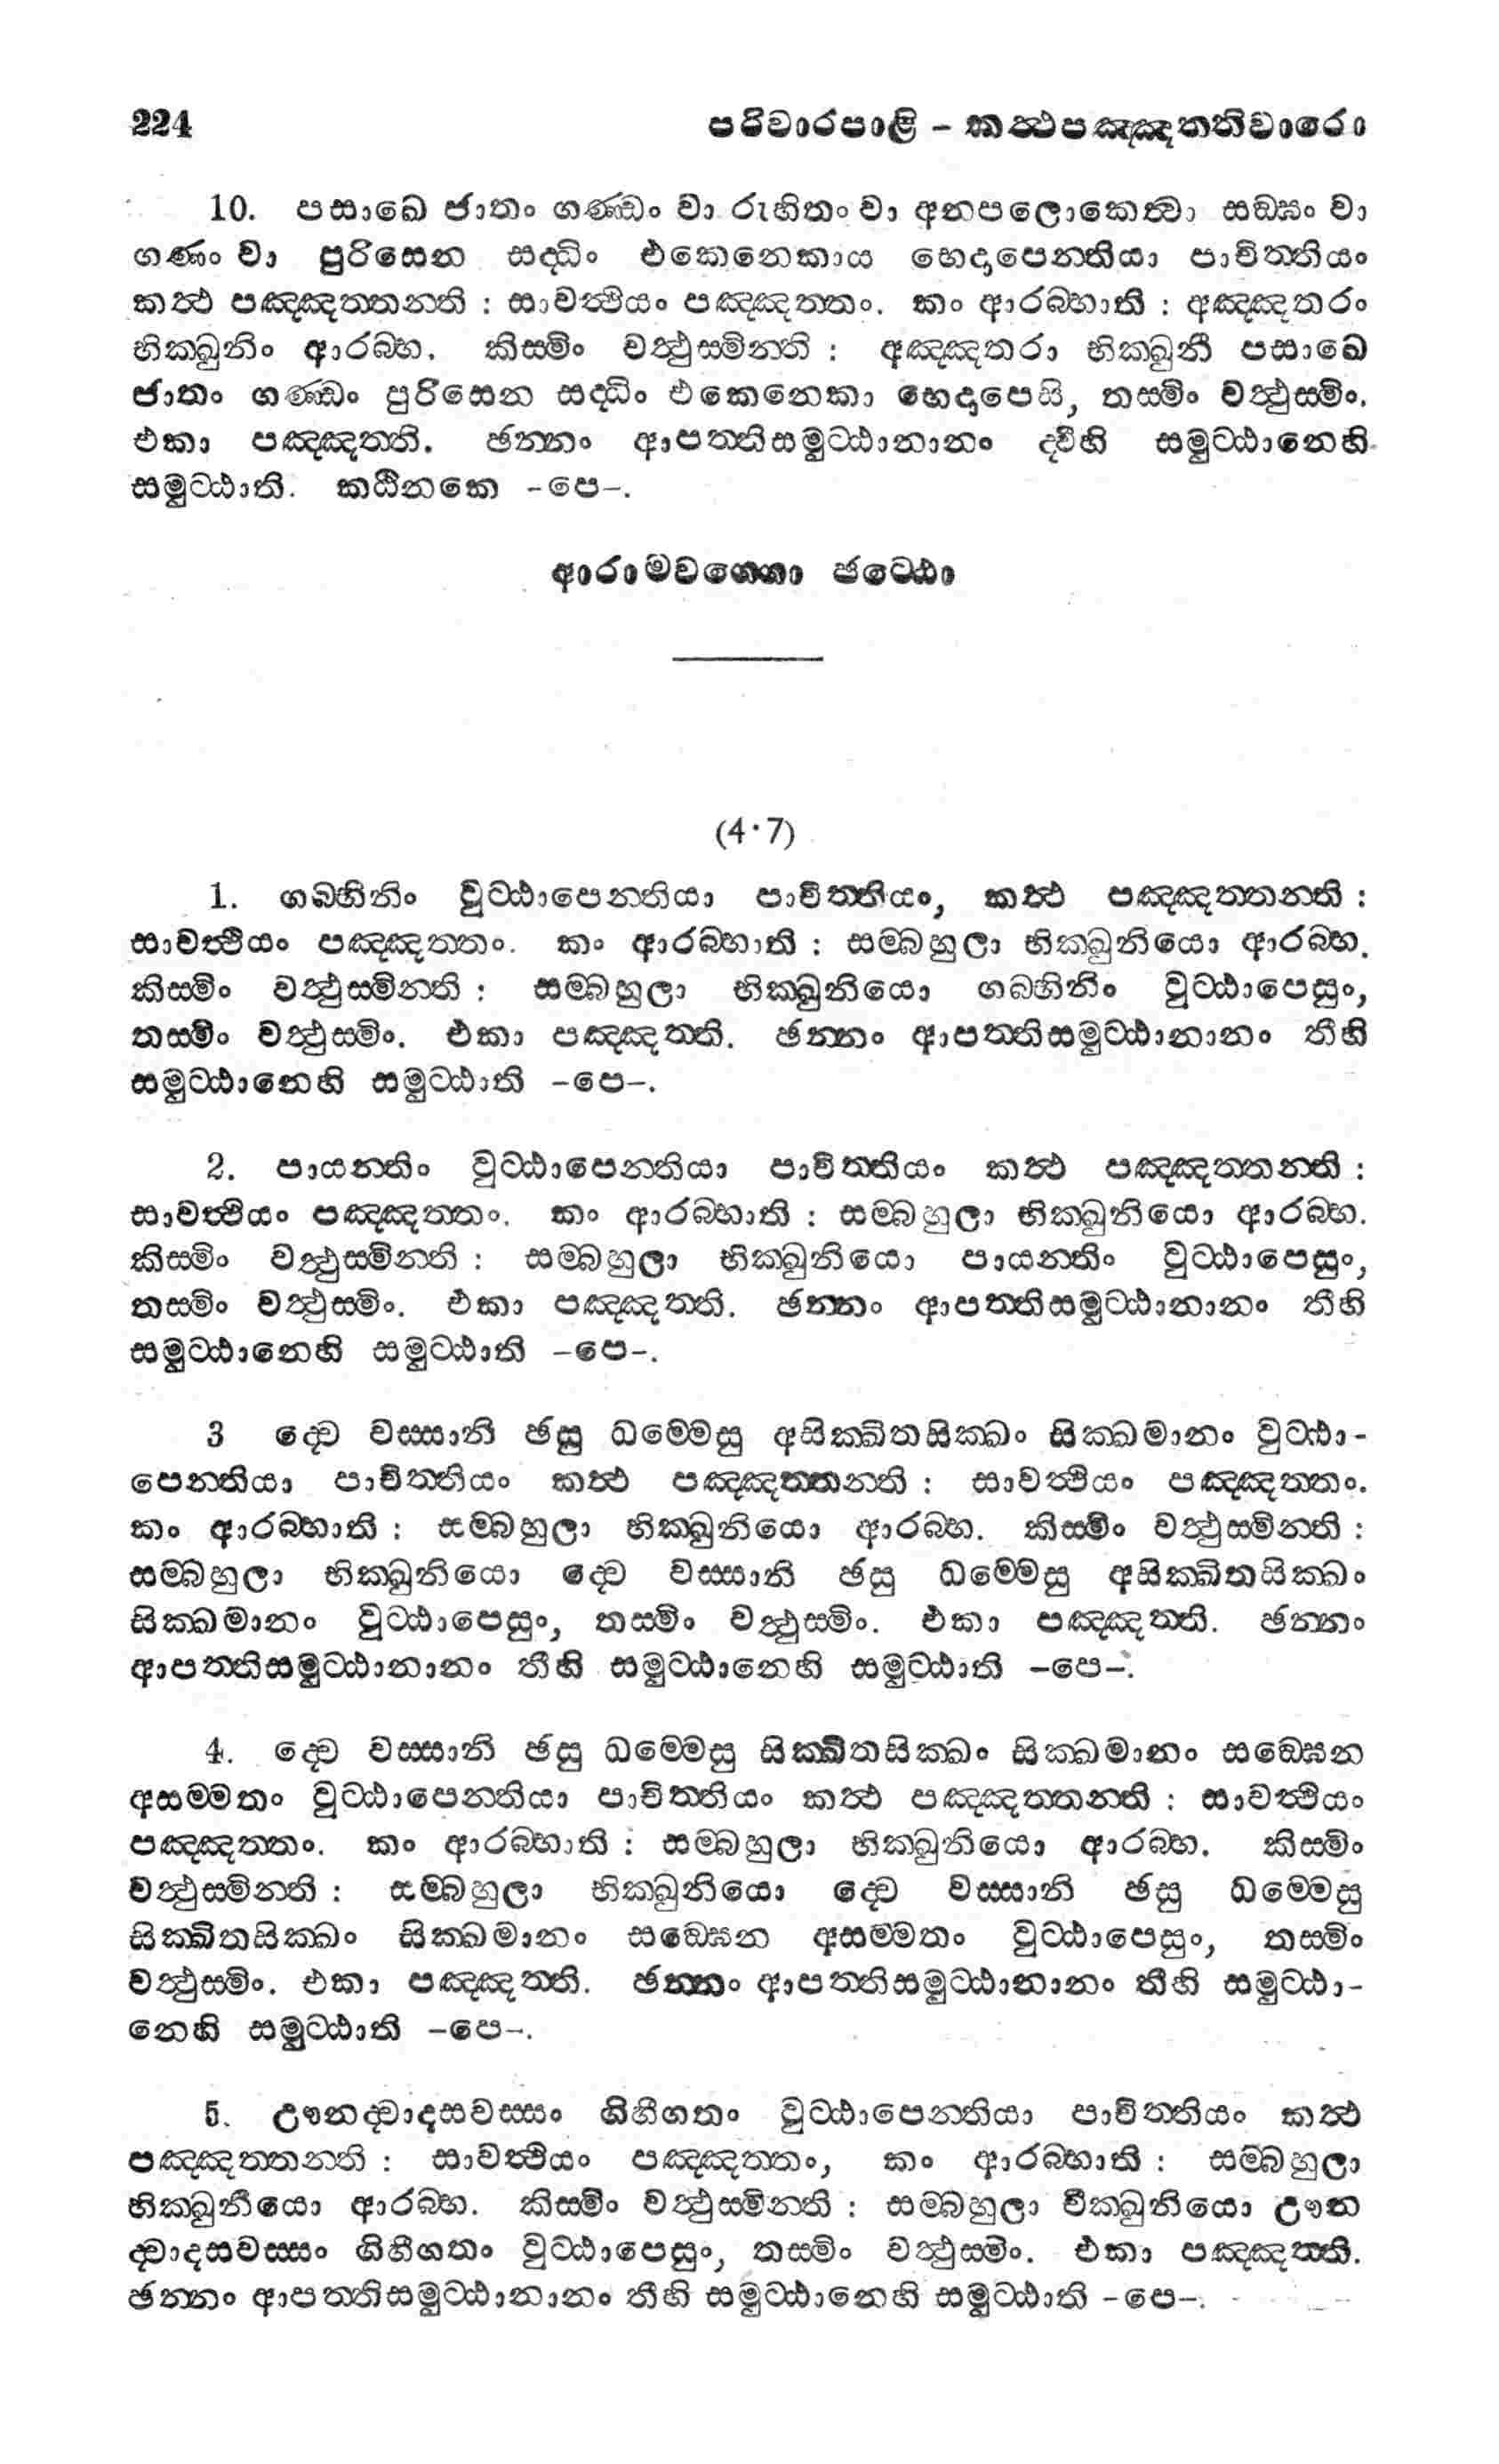 224 පරිවාරපාළි – කත්‍ථපඤ්ඤත්තිවාරො
10. පසාඛෙ ජාතං ගණ්ඩං වා රුහිතං වා අනපලොකෙත්‍වා සඞ්ඝං වා
ගණං වා පුරිසෙන සද්ධිං එකෙනෙකාය භෙදාපෙන්තියා පාචිත්තියං
කත්‍ථ පඤ්ඤත්තන්ති : සාවත්‍ථියං පඤ්ඤත්තං. කං ආරබ්භාති : අඤ්ඤතරං
භික්ඛුනිං ආරබ්භ. කිස්මිං වත්‍ථුස්මින්ති : අඤ්ඤතරා භික්ඛුනී පසාඛෙ
ජාතං ගණ්ඩං පුරිසෙන සද්ධිං එකෙනෙකා භෙදාපෙසි, තස්මිං වත්‍ථුස්මිං.
එකා පඤ්ඤත්ති. ඡන්නං ආපත්තිසමුට්ඨානානං ද්වීහි සමුට්ඨානෙහි
සමුට්ඨාති. කඨිනකෙ –පෙ–.
ආරාමවග්ගො ඡට්ඨො
(4·7)
1. ගබ්භිනිං වුට්ඨාපෙන්තියා පාචිත්තියං, කත්‍ථ පඤ්ඤත්තන්ති :
සාවත්‍ථියං පඤ්ඤත්තං. කං ආරබ්භාති : සම්බහුලා භික්ඛුනියො ආරබ්භ.
කිස්මිං වත්‍ථුස්මින්ති : සම්බහුලා භික්ඛුනියො ගබ්භිනිං වුට්ඨාපෙසුං,
තස්මිං වත්‍ථුස්මිං. එකා පඤ්ඤත්ති. ඡන්නං ආපත්තිසමුට්ඨානානං තීහි
සමුට්ඨානෙහි සමුට්ඨාති –පෙ–.
2. පායන්තිං වුට්ඨාපෙන්තියා පාචිත්තියං කත්‍ථ පඤ්ඤත්තන්ති :
සාවත්‍ථියං පඤ්ඤත්තං. කං ආරබ්භාති : සම්බහුලා භික්ඛුනියො ආරබ්භ.
කිස්මිං වත්‍ථුස්මින්ති : සම්බහුලා භික්ඛුනියො පායන්තිං වුට්ඨාපෙසුං,
තස්මිං වත්‍ථුස්මිං. එකා පඤ්ඤත්ති. ඡන්නං ආපත්තිසමුට්ඨානානං තීහි
සමුට්ඨානෙහි සමුට්ඨාති –පෙ–.
3 ද්වෙ වස්සානි ඡසු ධම්මෙසු අසික්ඛිතසික්ඛං සික්ඛමානං වුට්ඨා-
පෙන්තියා පාචිත්තියං කත්‍ථ පඤ්ඤත්තන්ති : සාවත්‍ථියං පඤ්ඤත්තං.
කං ආරබ්භාති : සම්බහුලා භික්ඛුනියො ආරබ්භ. කිස්මිං වත්‍ථුස්මින්ති :
සම්බහුලා භික්ඛුනියො ද්වෙ වස්සානි ඡසු ධම්මෙසු අසික්ඛිතසික්ඛං
සික්ඛමානං වුට්ඨාපෙසුං, තස්මිං වත්‍ථුස්මිං. එකා පඤ්ඤත්ති. ඡන්නං
ආපත්තිසමුට්ඨානානං තීහි සමුට්ඨානෙහි සමුට්ඨාති –පෙ–.
4. ද්වෙ වස්සානි ඡසු ධම්මෙසු සික්ඛිතසික්ඛං සික්ඛමානං සඞ්ඝෙන
අසම්මතං වුට්ඨාපෙන්තියා පාචිත්තියං කත්‍ථ පඤ්ඤත්තන්ති : සාවත්‍ථියං
පඤ්ඤත්තං. කං ආරබ්භාති : සම්බහුලා භික්ඛුනියො ආරබ්භ. කිස්මිං
වත්‍ථුස්මින්ති : සම්බහුලා භික්ඛුනියො ද්වෙ වස්සානි ඡසු ධම්මෙසු
සික්ඛිතසික්ඛං සික්ඛමානං සඞ්ඝෙන අසම්මතං වුට්ඨාපෙසුං, තස්මිං
වත්‍ථුස්මිං. එකා පඤ්ඤත්ති. ඡන්නං ආපත්තිසමුට්ඨානානං තීහි සමුට්ඨා-
නෙහි සමුට්ඨාති –පෙ–.
5. ඌනද්වාදසවස්සං ගිහීගතං වුට්ඨාපෙන්තියා පාචිත්තියං කත්‍ථ
පඤ්ඤත්තන්ති : සාවත්‍ථියං පඤ්ඤත්තං, කං ආරබ්භාති : සම්බහුලා
භික්ඛුනීයො ආරබ්භ. කිස්මිං වත්‍ථුස්මින්ති : සම්බහුලා භික්ඛුනියො ඌන
ද්වාදසවස්සං ගිහීගතං වුට්ඨාපෙසුං, තස්මිං වත්‍ථුස්මිං. එකා පඤ්ඤත්ති.
ඡන්නං ආපත්තිසමුට්ඨානානං තීහි සමුට්ඨානෙහි සමුට්ඨාති –පෙ–.